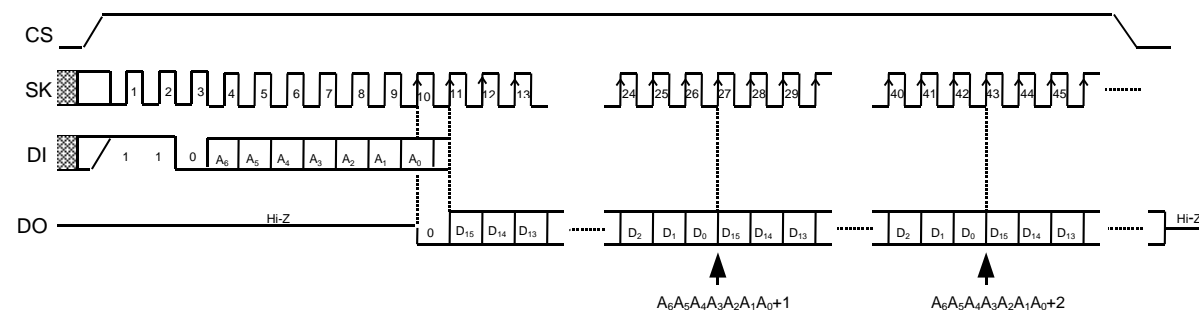 CS
SK 1 2 3 4 5 6 7 8 9 10 11 12 13 24 25 26 27 28 29 40 41 42 43 44 45
DI 1 1 0 A6 A5 A4 A3 A2 A1 A0
DO Hi-Z 0 D15 D14 D13 D2 D1 D0 D15 D14 D13 D2 D1 D0 D15 D14 D13 Hi-Z
A6A5A4A3A2A1A0+1 A6A5A4A3A2A1A0+2